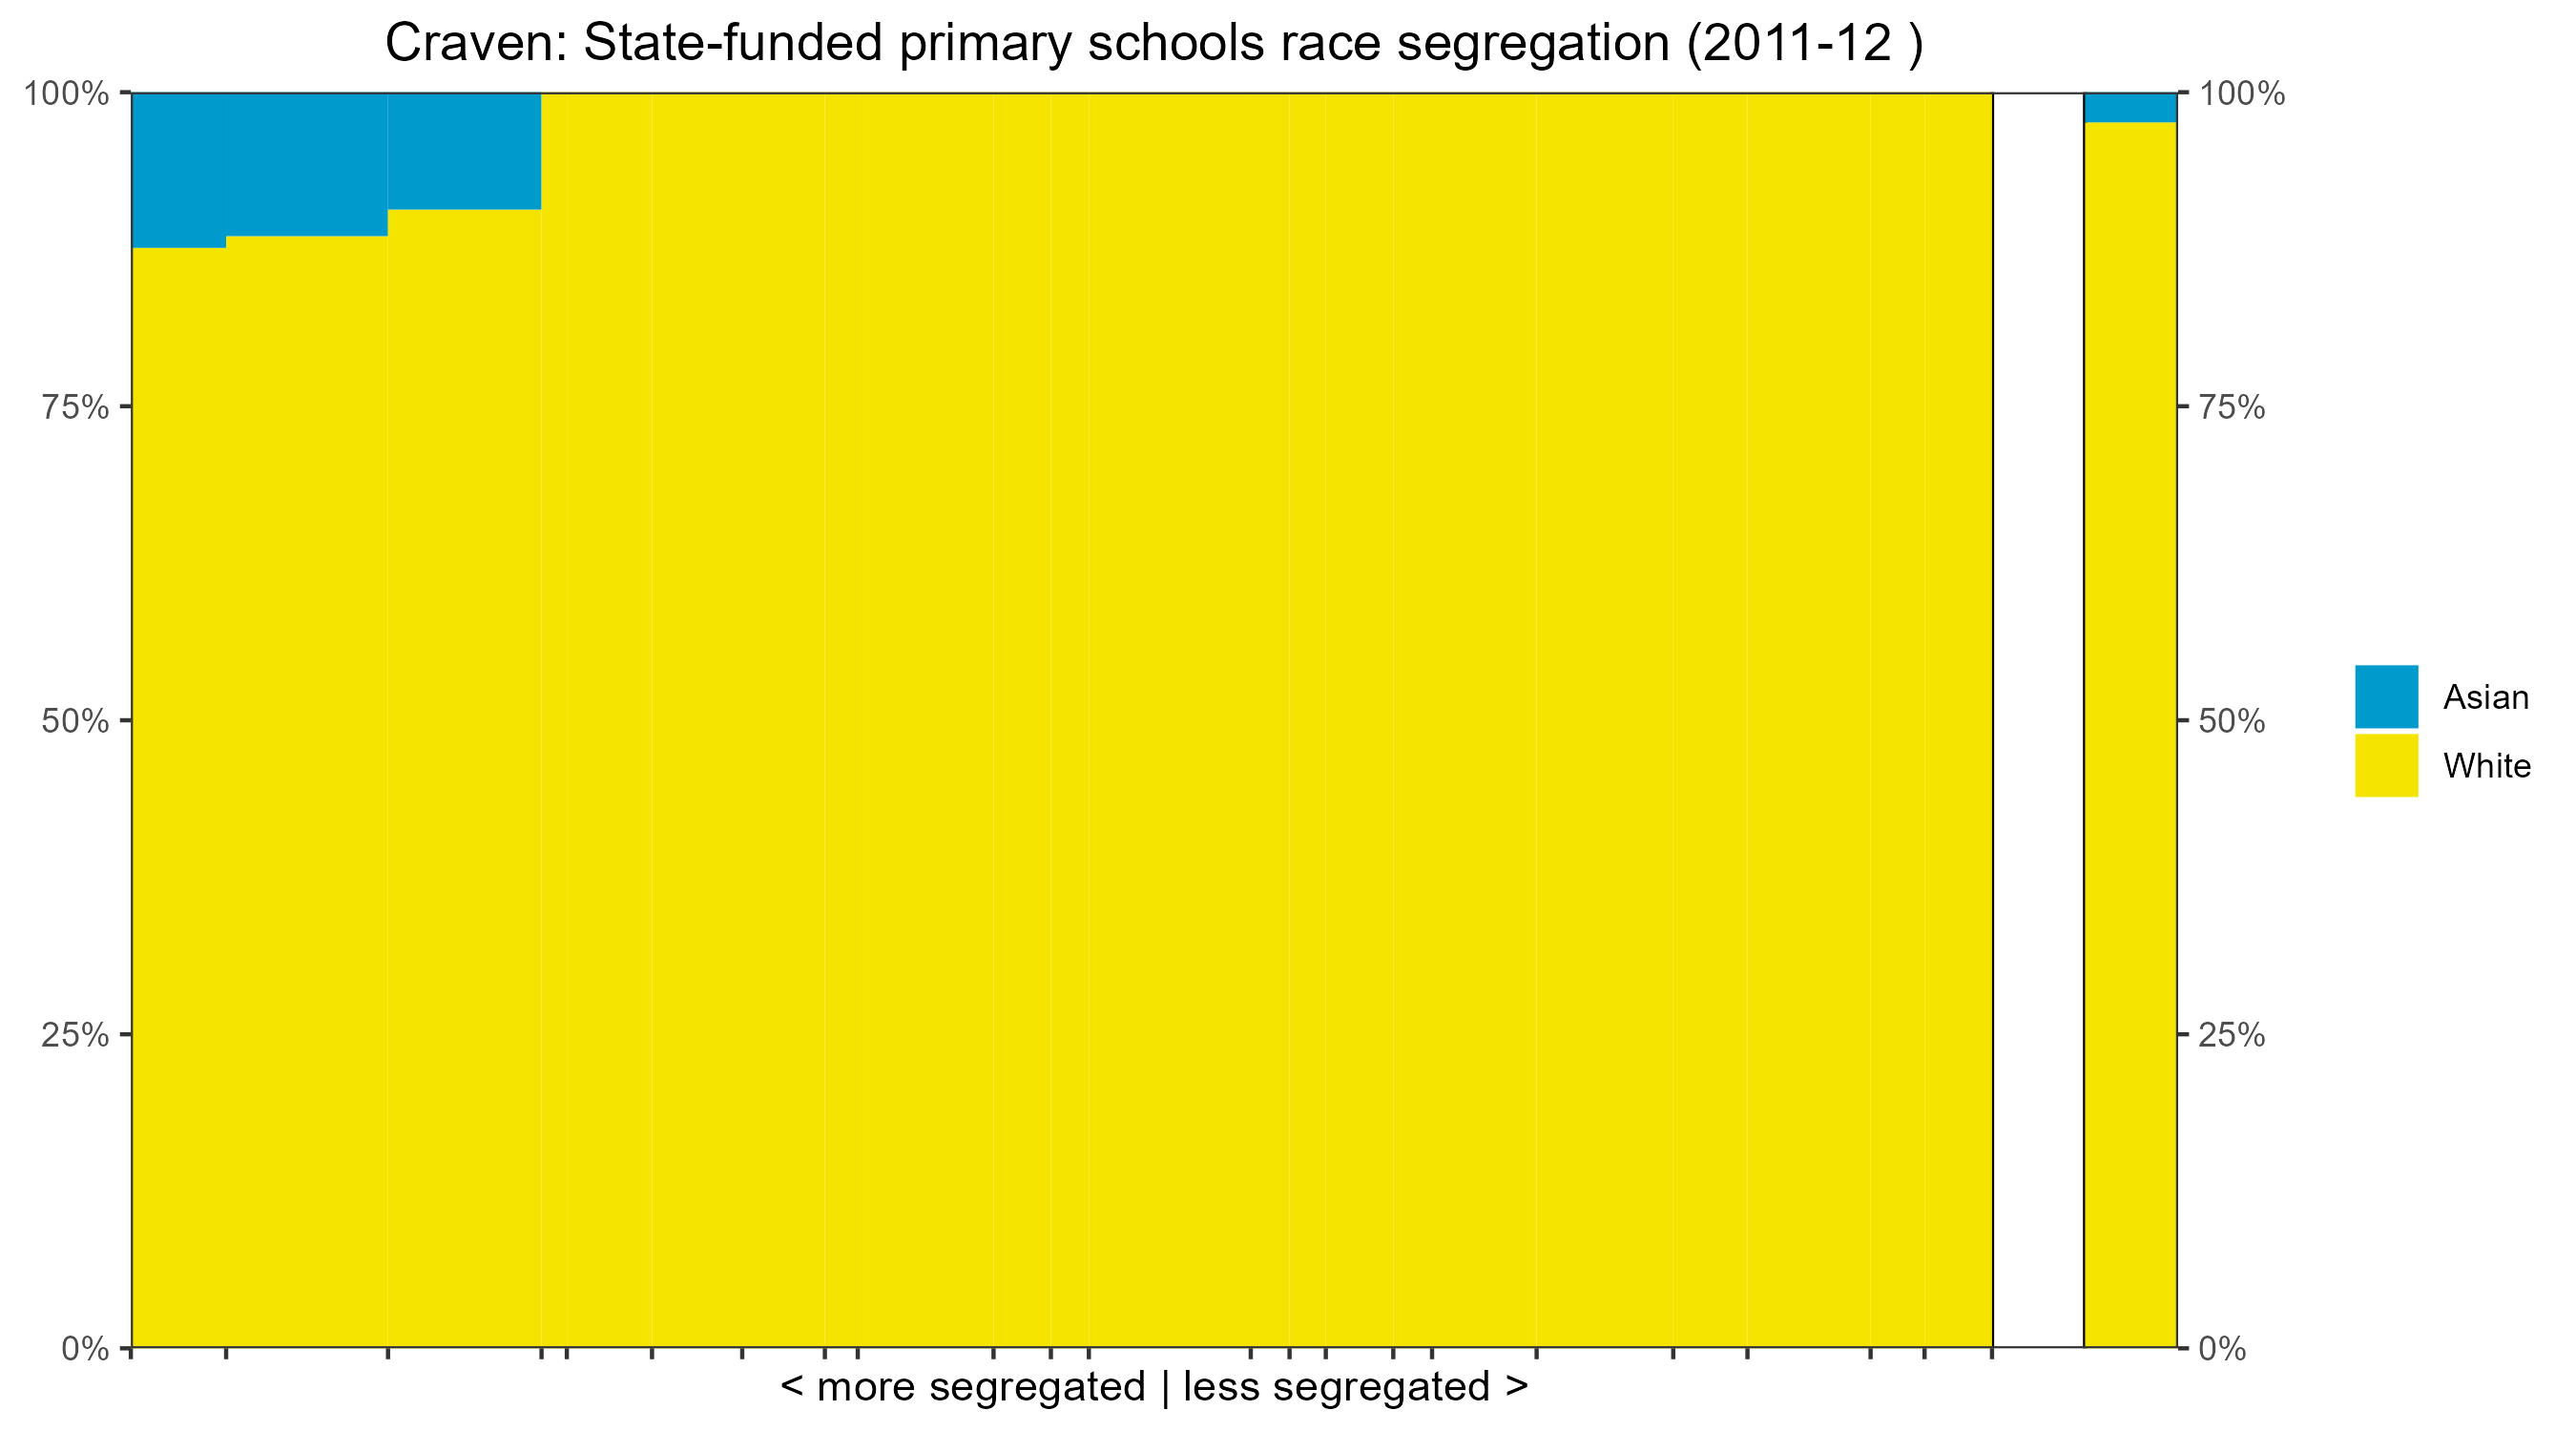 Craven: State-funded primary schools race segregation (2011-12 )
100%
75%
50%
25%
0%
100%
75%
50%
25%
0%
Asian
White
< more segregated | less segregated >